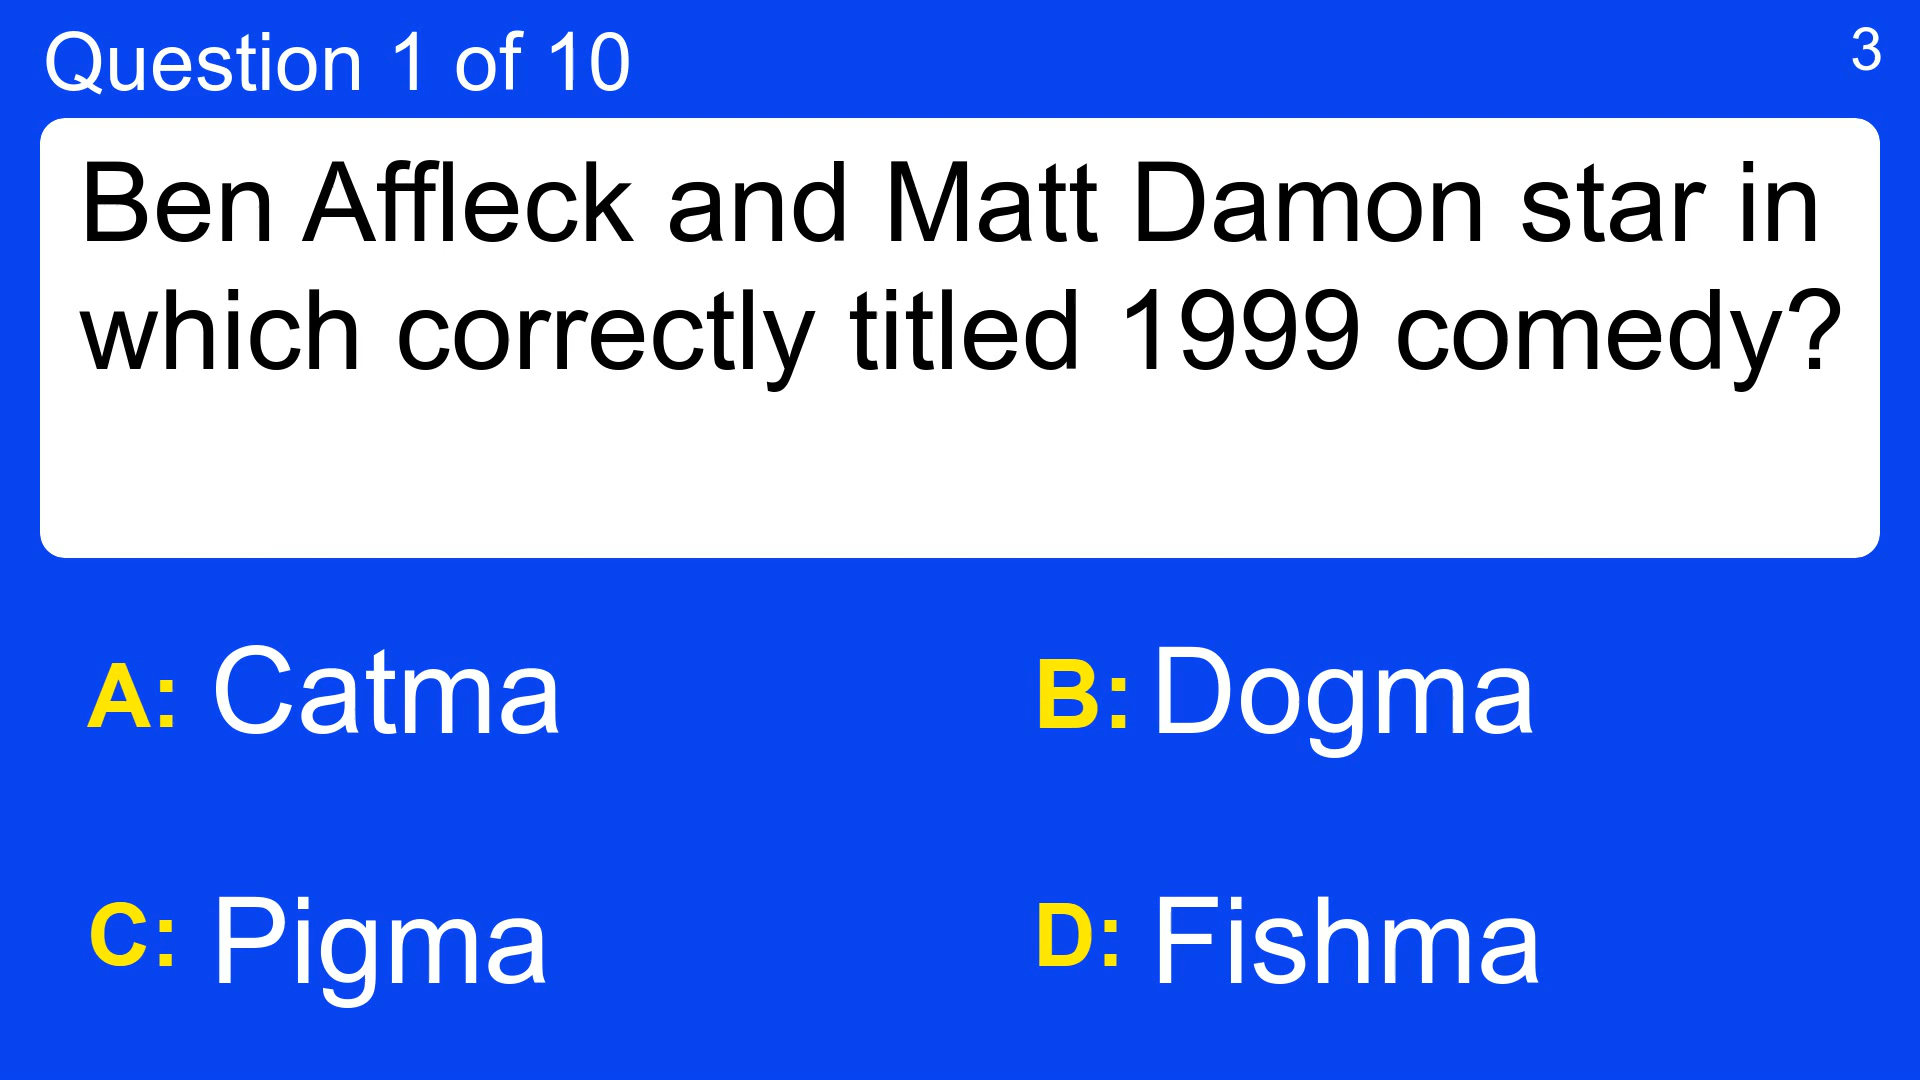 Question 1 of 10
3
Ben Affleck and Matt Damon star in
which correctly titled 1999 comedy?
A: Catma
B: Dogma
C: Pigma
D: Fishma